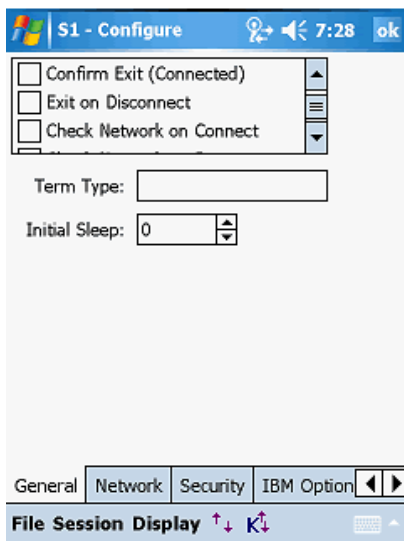 S1 - Configure 7:28 ok
Confirm Exit (Connected)
Exit on Disconnect
Check Network on Connect
Term Type:
Initial Sleep: 0
General Network Security IBM Option
File Session Display K